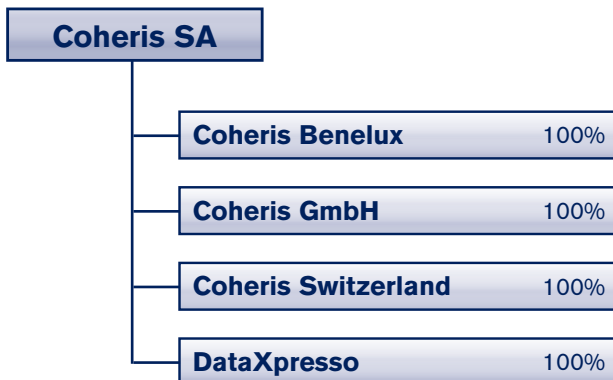 Coheris SA
Coheris Benelux 100%
Coheris GmbH 100%
Coheris Switzerland 100%
DataXpresso 100%